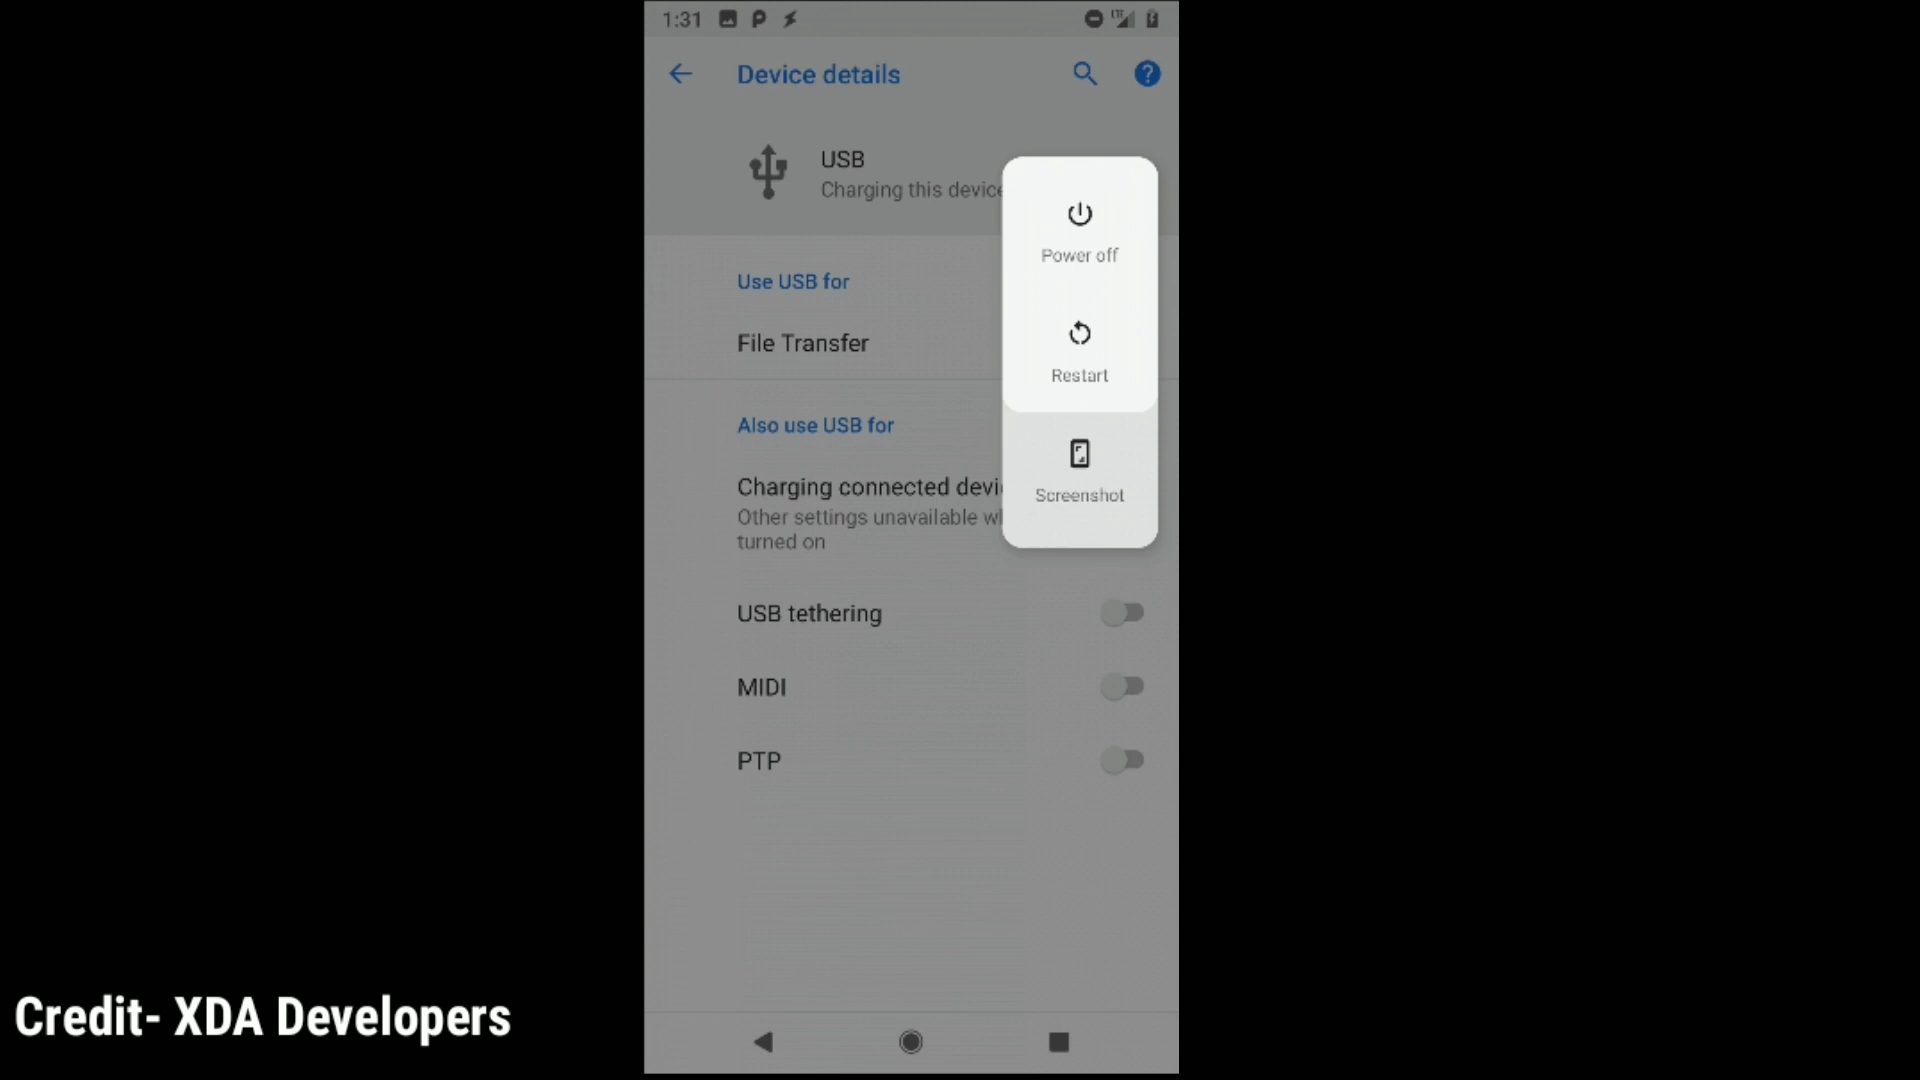 1:31
LTE
Device details
USB
Charging this device
Use USB for
File Transfer
Also use USB for
Charging connected devi
Other settings unavailable wh
turned on
USB tethering
MIDI
PTP
Power off
Restart
Screenshot
Credit- XDA Developers